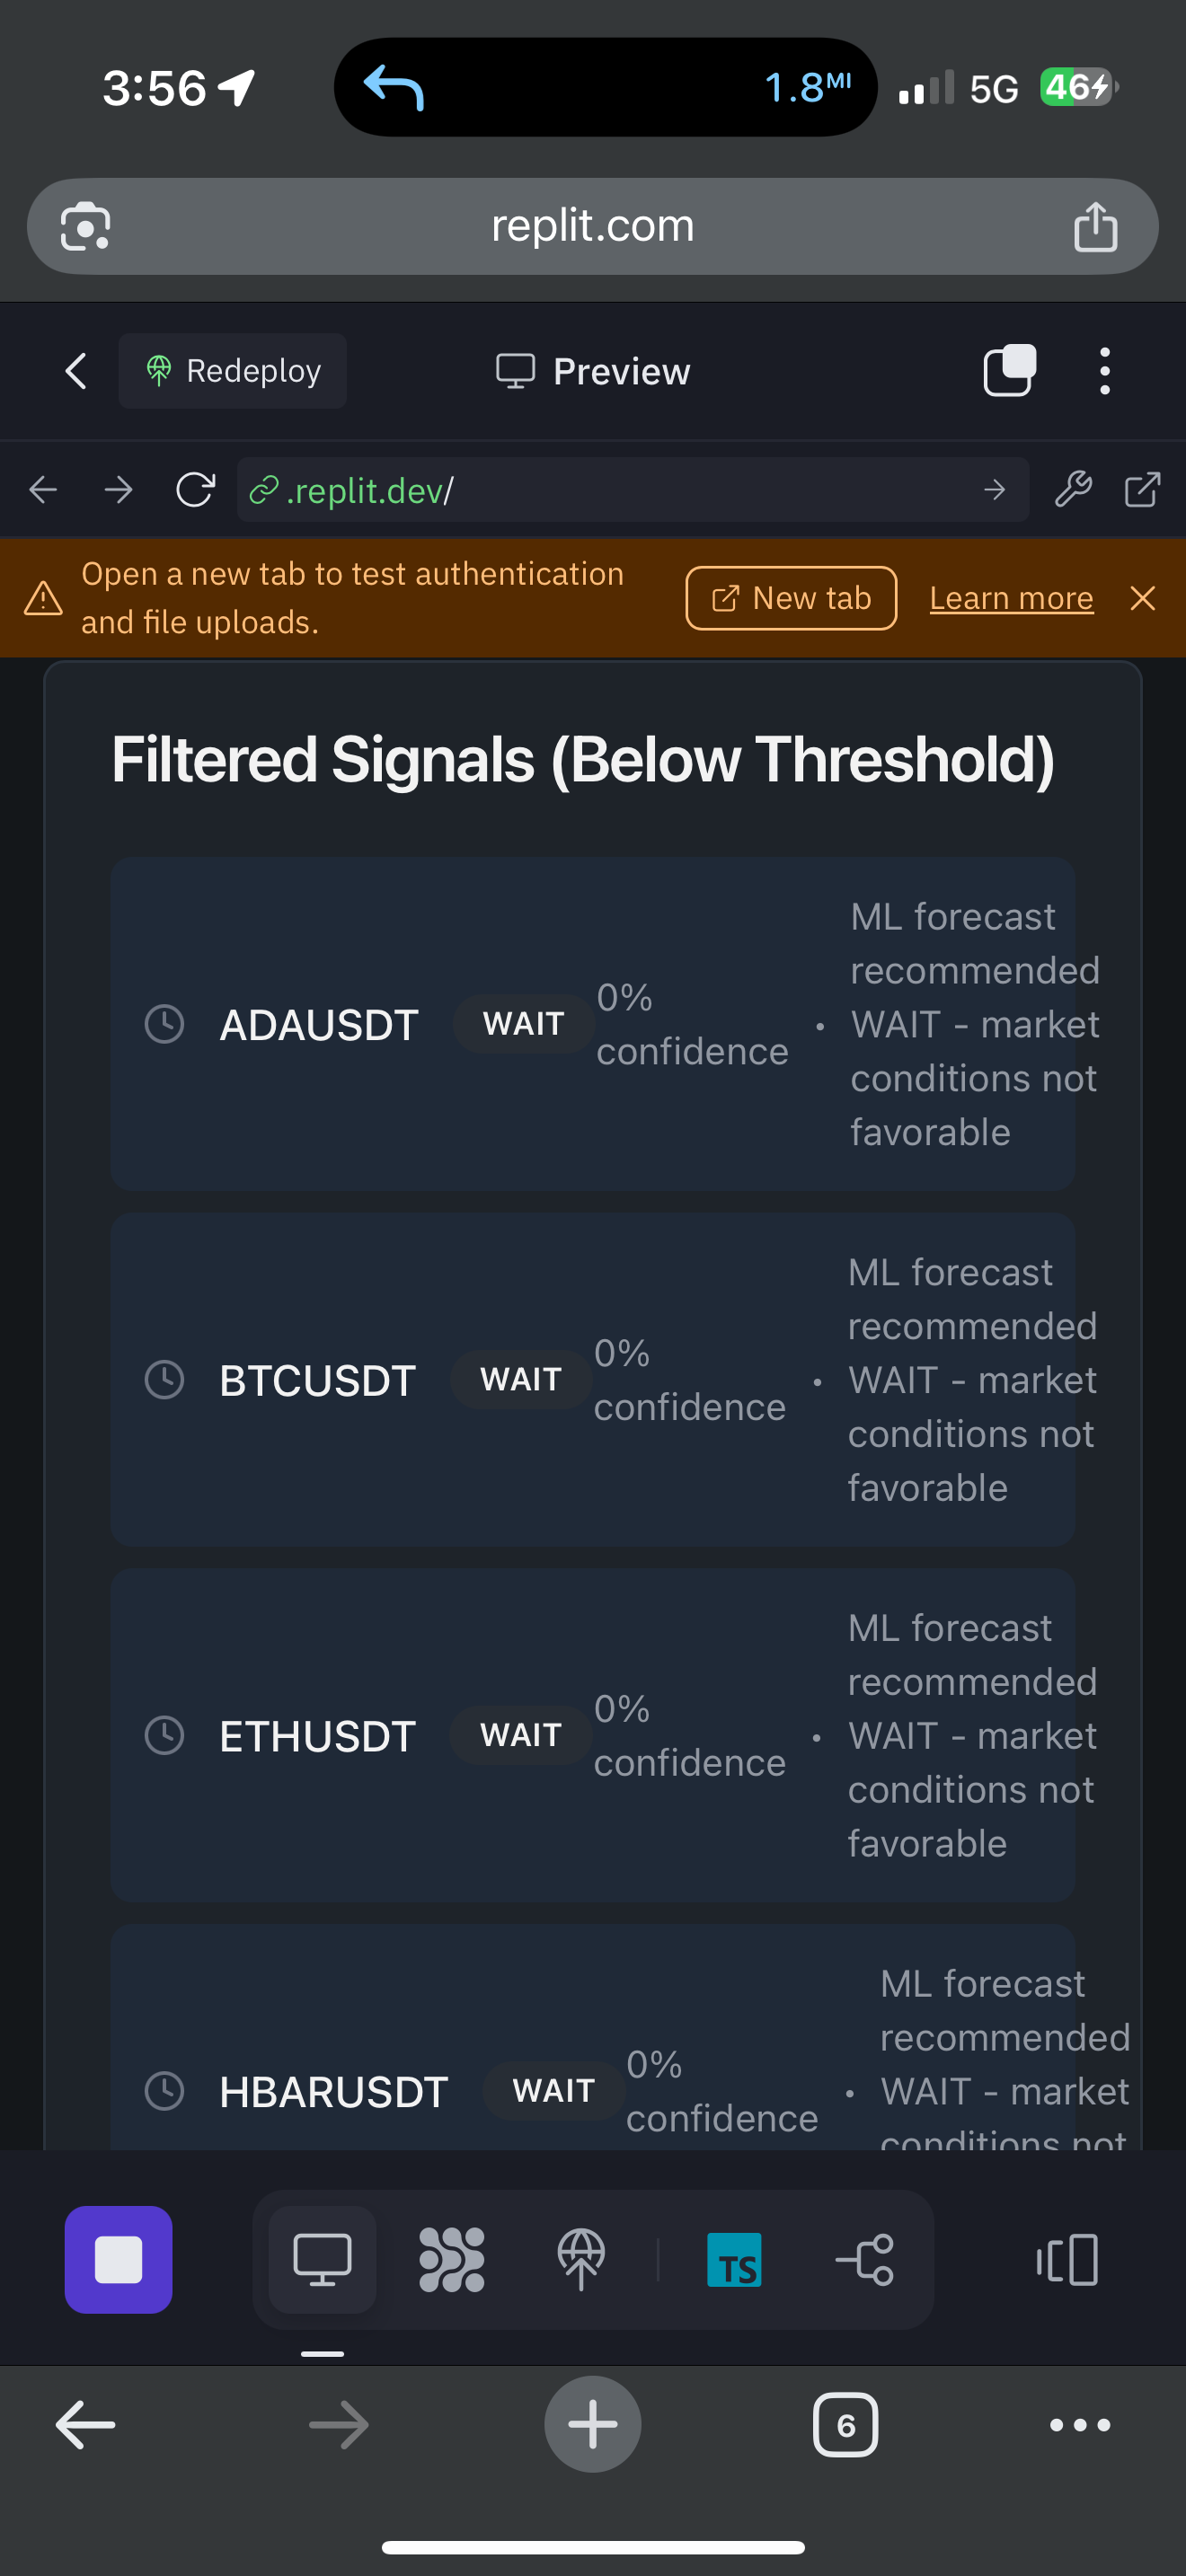 3:56
1.8MI
5G
46
replit.com
Redeploy
Preview
.replit.dev/
Open a new tab to test authentication
and file uploads.
New tab
Learn more
Filtered Signals (Below Threshold)
ADAUSDT
WAIT
0%
confidence
•
ML forecast
recommended
WAIT - market
conditions not
favorable
BTCUSDT
WAIT
0%
confidence
•
ML forecast
recommended
WAIT - market
conditions not
favorable
ETHUSDT
WAIT
0%
confidence
•
ML forecast
recommended
WAIT - market
conditions not
favorable
HBARUSDT
WAIT
0%
confidence
•
ML forecast
recommended
WAIT - market
conditions not
TS
6